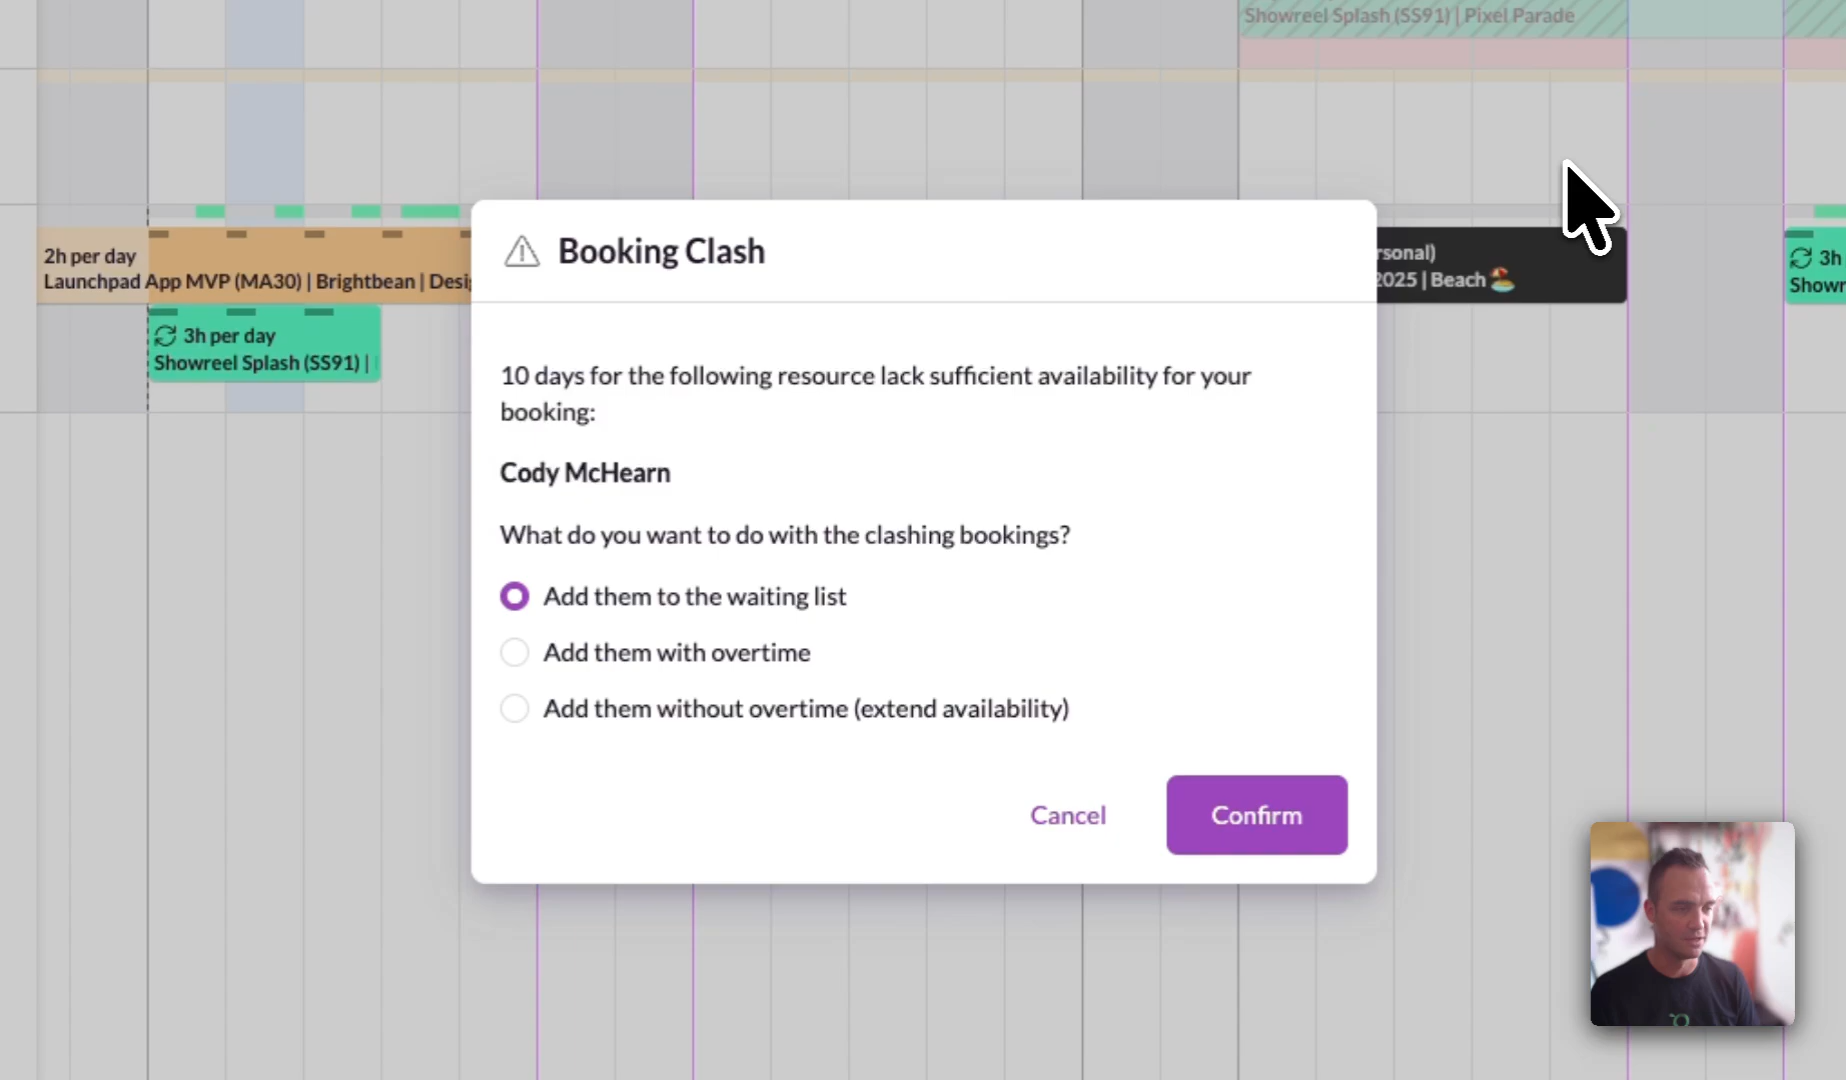 Showreel Splash (SS91) | Pixel Parade
2h per day
Launchpad App MVP (MA30) | Brightbean | Desi
3h per day
Showreel Splash (SS91) |
Booking Clash
10 days for the following resource lack sufficient availability for your
booking:
Cody McHearn
What do you want to do with the clashing bookings?
Add them to the waiting list
Add them with overtime
Add them without overtime (extend availability)
Cancel
Confirm
rsonal)
2025 | Beach 🏖️
3h
Showr